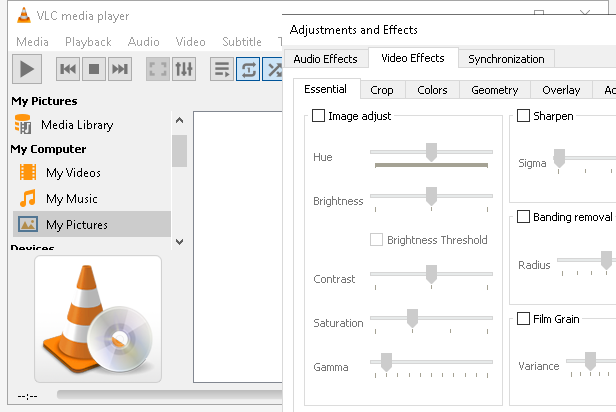 VLC media player
Media Playback Audio Video Subtitle
My Pictures
Media Library
My Computer
My Videos
My Music
My Pictures
Devices
--:--
Adjustments and Effects
Audio Effects Video Effects Synchronization
Essential Crop Colors Geometry Overlay
Image adjust
Hue
Brightness
Brightness Threshold
Contrast
Saturation
Gamma
Sharpen
Sigma
Banding removal
Radius
Film Grain
Variance